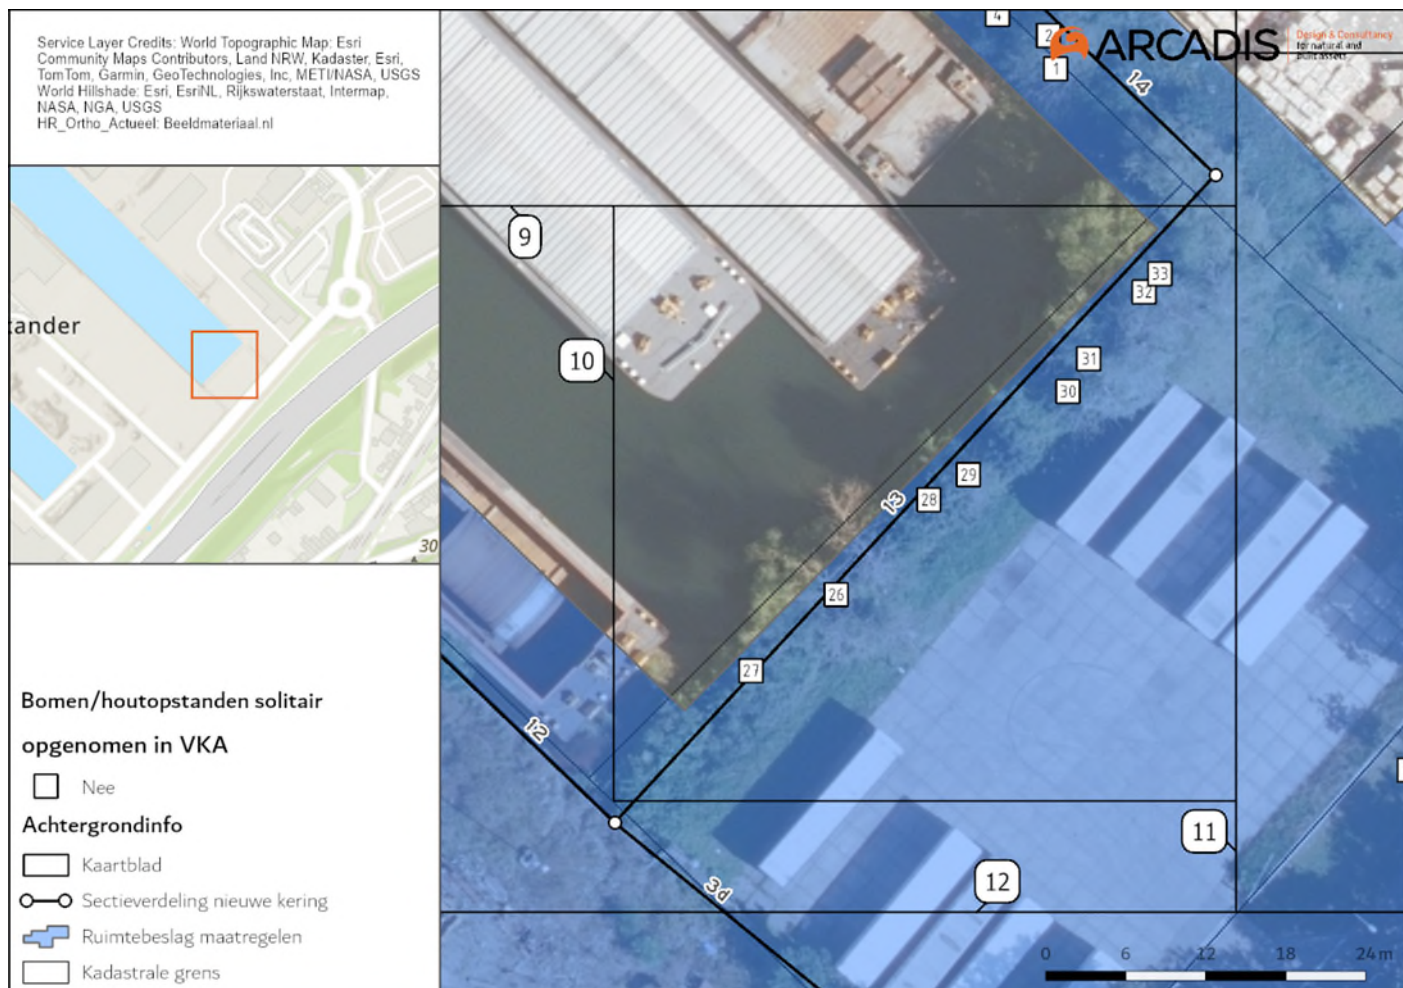 Service Layer Credits: World Topographic Map: Esri
Community Maps Contributors, Land NRW, Kadaster, Esri,
TomTom, Garmin, GeoTechnologies, Inc, METI/NASA, USGS
World Hillshade: Esri, EsriNL, Rijkswaterstaat, Intermap,
NASA, NGA, USGS
HR_Ortho_Actueel: Beeldmateriaal.nl
ARCADIS
Design & Consultancy
for natural and
built assets
4
2
1
14
9
33
32
10
31
30
29
28
13
26
27
12
11
12
3d
xander
30
Bomen/houtopstanden solitair
opgenomen in VKA
Nee
Achtergrondinfo
Kaartblad
Sectieverdeling nieuwe kering
Ruimtebeslag maatregelen
Kadastrale grens
0 6 12 18 24 m